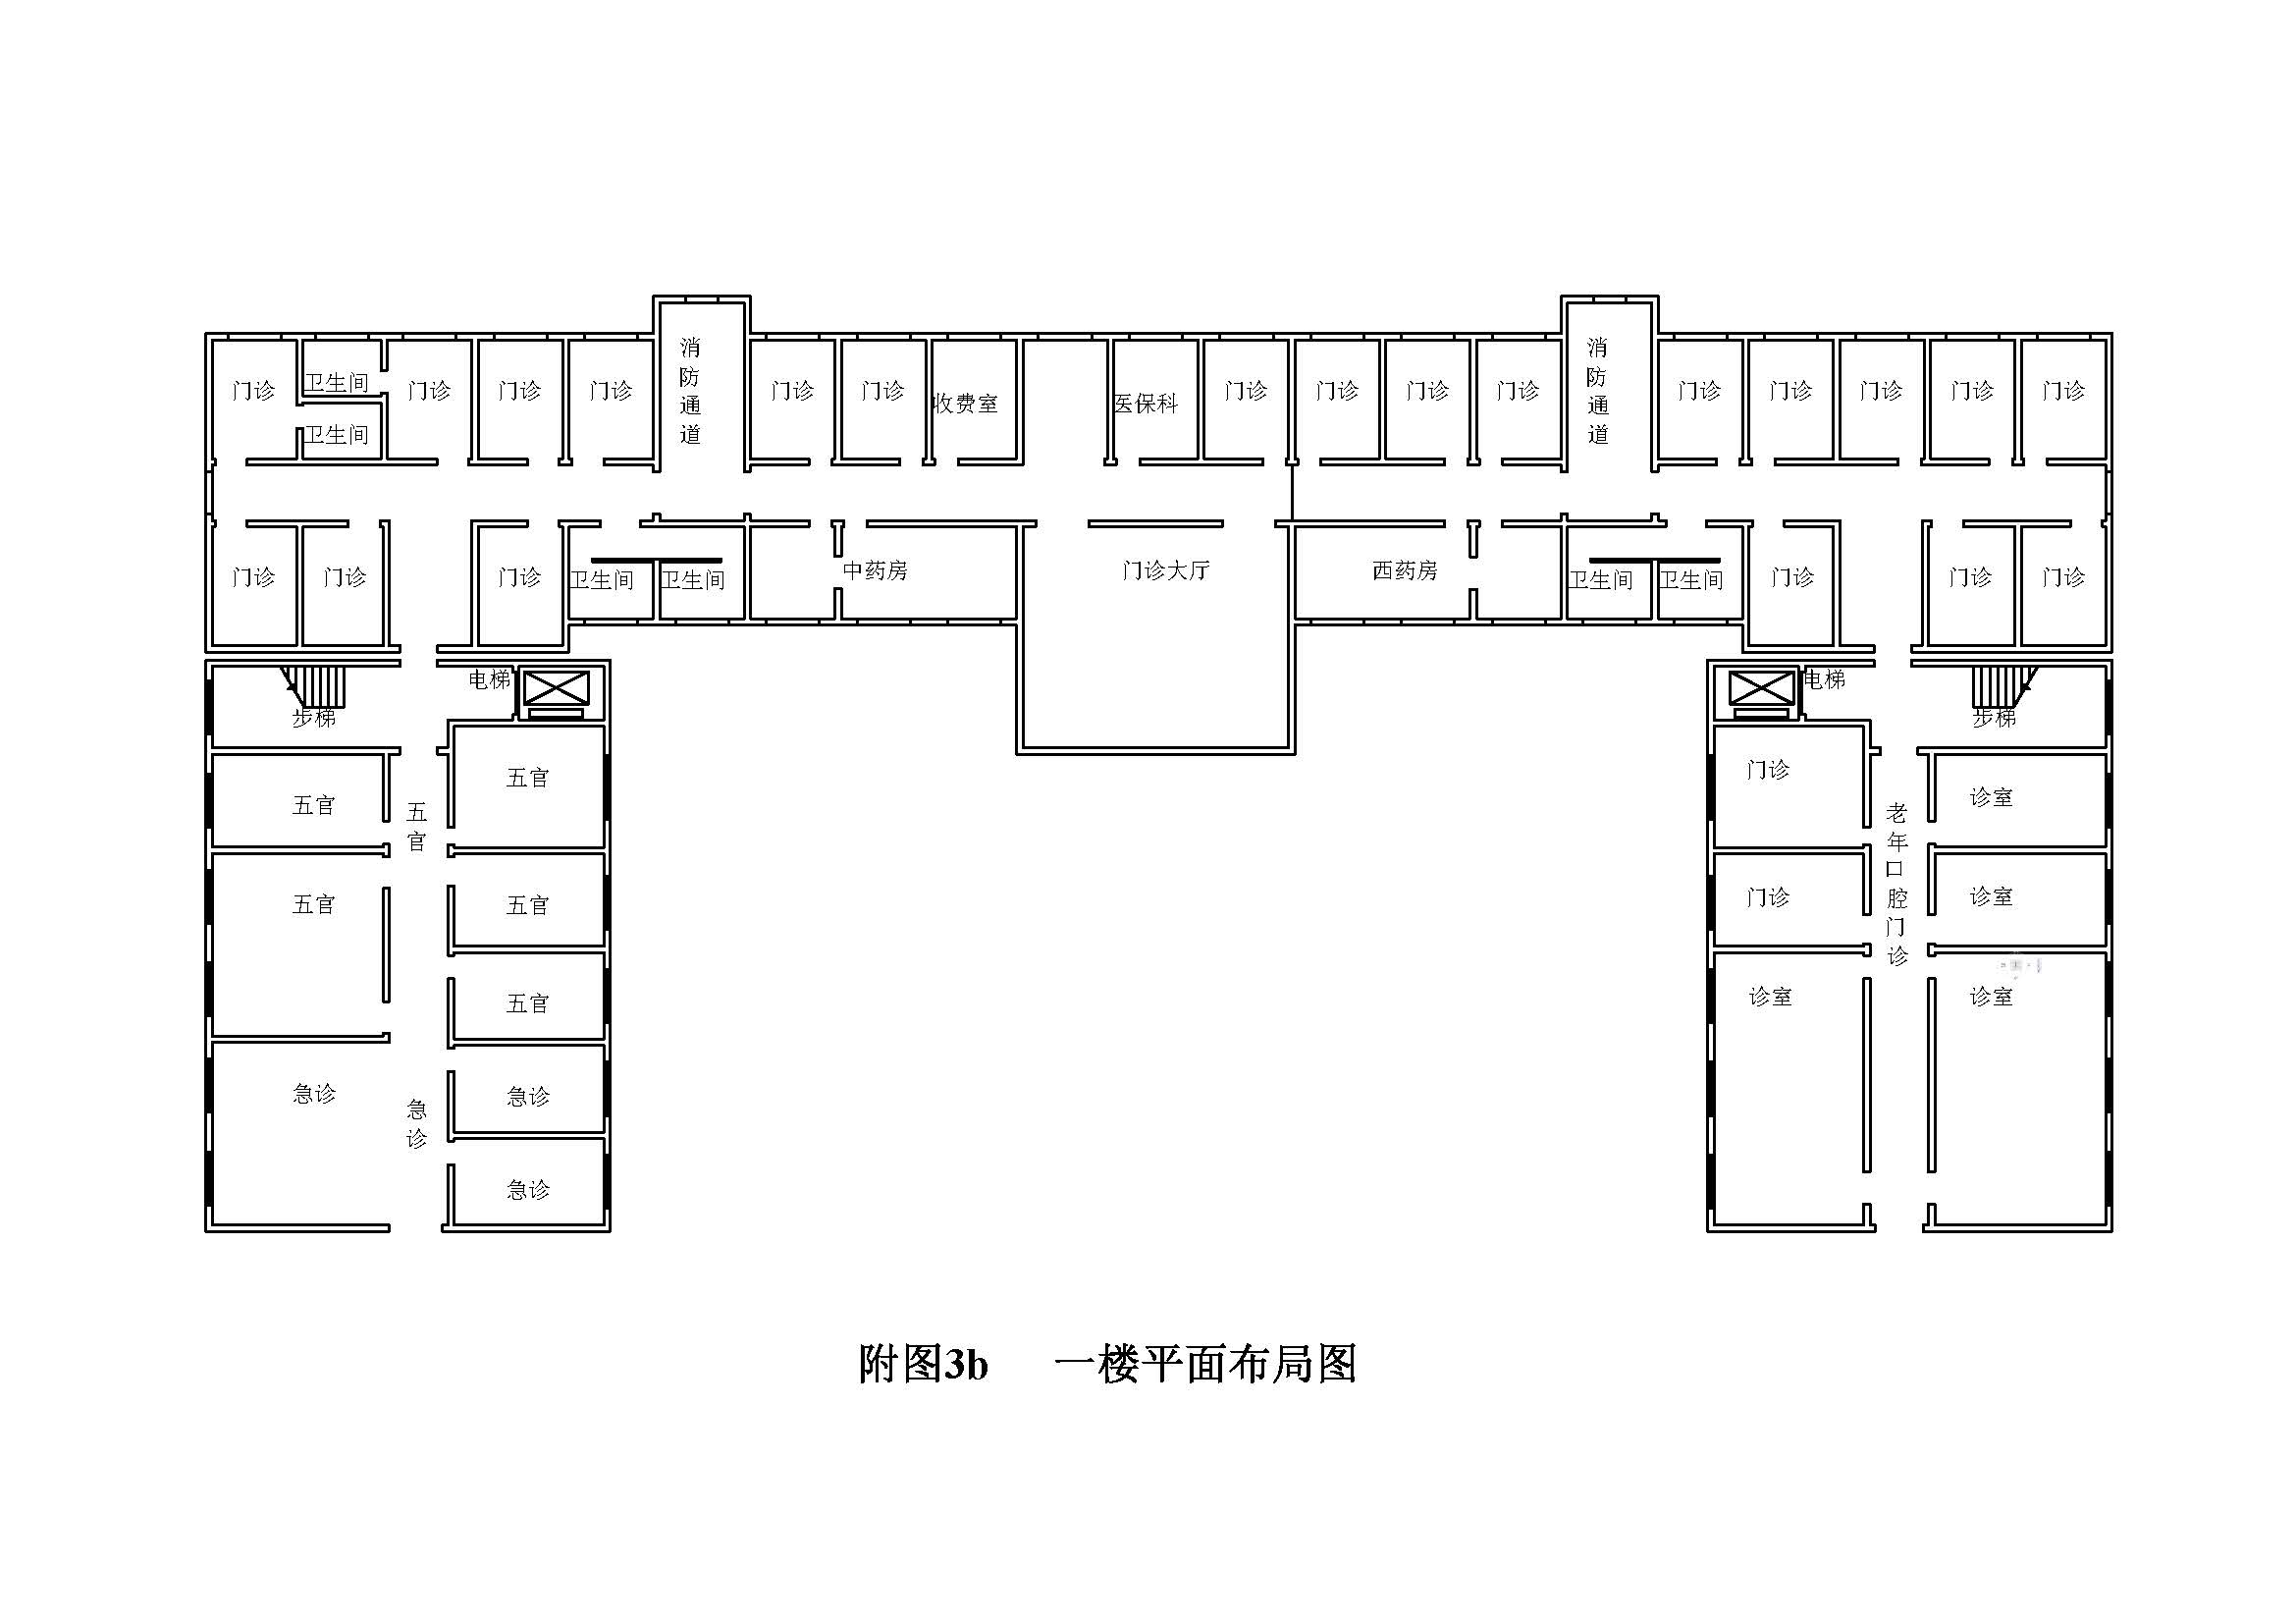 消防通道
消防通道
门诊
卫生间
门诊
门诊
门诊
门诊
门诊
收费室
医保科
门诊
门诊
门诊
门诊
门诊
门诊
门诊
门诊
门诊
卫生间
门诊
门诊
门诊
卫生间
卫生间
中药房
门诊大厅
西药房
卫生间
卫生间
门诊
门诊
门诊
电梯
步梯
五官
五官
五官
五官
五官
五官
急诊
急诊
急诊
急诊
电梯
步梯
门诊
诊室
老年口腔门诊
门诊
诊室
诊室
诊室
附图3b 一楼平面布局图